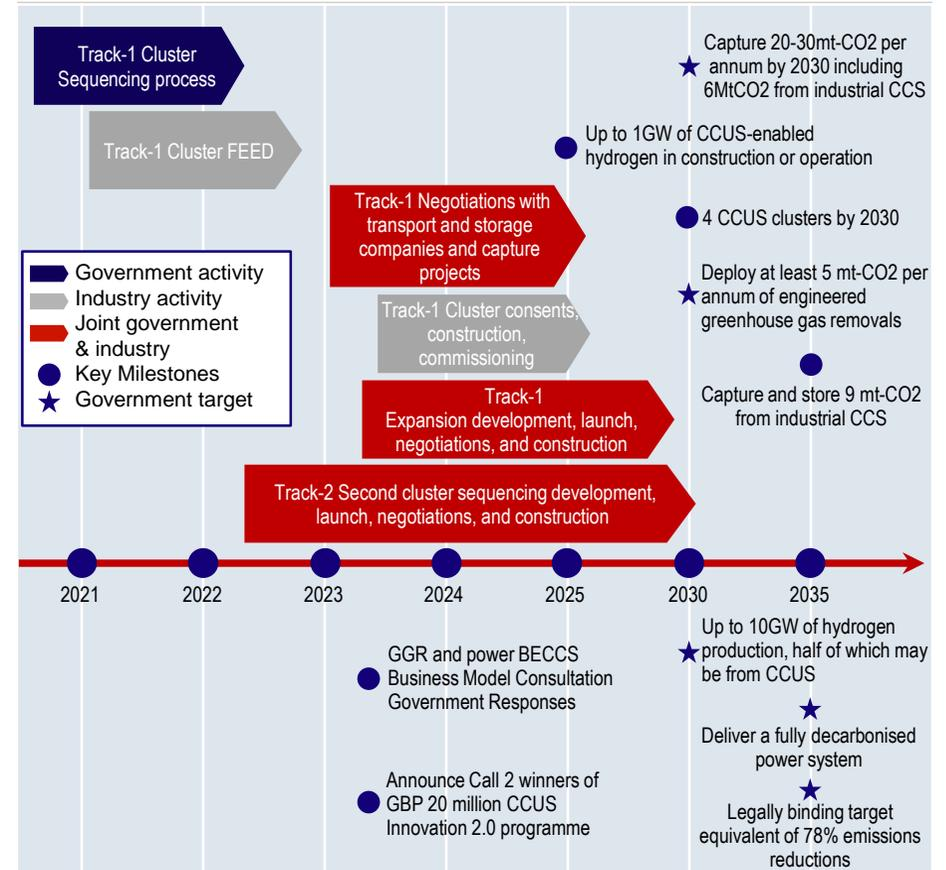 Track-1 Cluster
Sequencing process
Capture 20-30mt-CO2 per
annum by 2030 including
6MtCO2 from industrial CCS
Track-1 Cluster FEED
Up to 1GW of CCUS-enabled
hydrogen in construction or operation
Track-1 Negotiations with
transport and storage
companies and capture
projects
4 CCUS clusters by 2030
Government activity
Industry activity
Joint government
& industry
Key Milestones
Government target
Deploy at least 5 mt-CO2 per
annum of engineered
greenhouse gas removals
Track-1 Cluster consents,
construction,
commissioning
Capture and store 9 mt-CO2
from industrial CCS
Track-1
Expansion development, launch,
negotiations, and construction
Track-2 Second cluster sequencing development,
launch, negotiations, and construction
2021 2022 2023 2024 2025 2030 2035
GGR and power BECCS
Business Model Consultation
Government Responses
Up to 10GW of hydrogen
production, half of which may
be from CCUS
Deliver a fully decarbonised
power system
Announce Call 2 winners of
GBP 20 million CCUS
Innovation 2.0 programme
Legally binding target
equivalent of 78% emissions
reductions